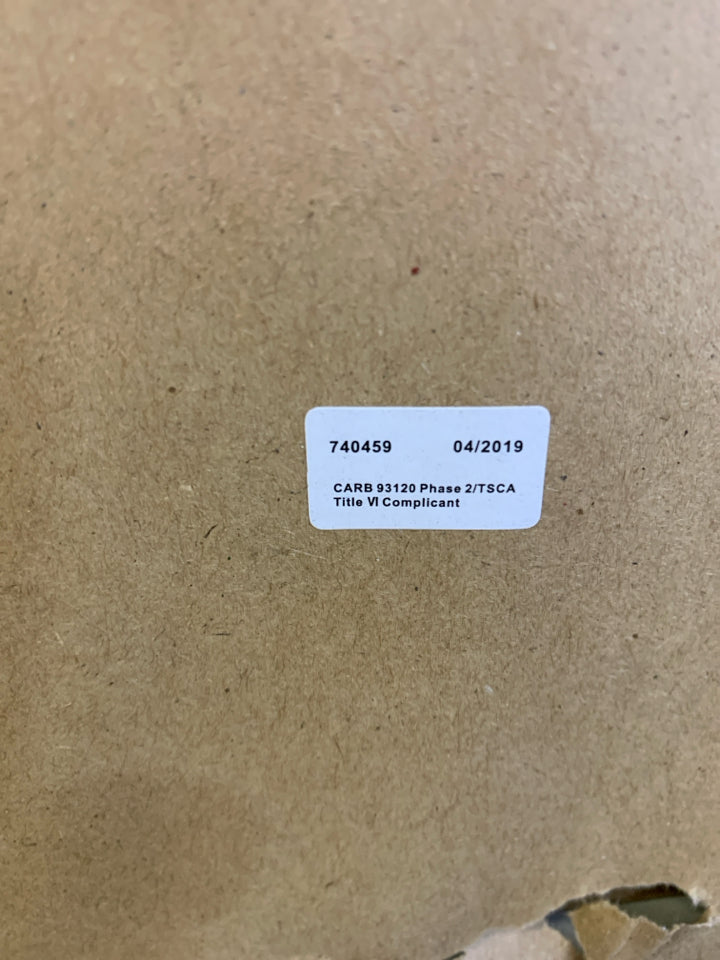 740459 04/2019
CARB 93120 Phase 2/TSCA
Title VI Complicant